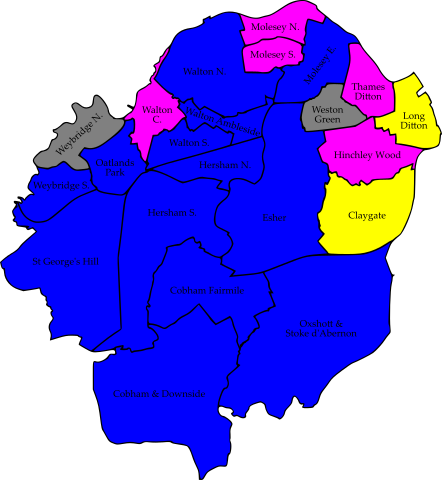 Molesey N.
Molesey S.
Molesey E.
Walton N.
Thames
Ditton
Weston
Green
Long
Ditton
Walton
C.
Walton Ambleside
Weybridge N.
Walton S.
Hinchley Wood
Oatlands
Park
Hersham N.
Weybridge S.
Hersham S.
Esher
Claygate
St George's Hill
Cobham Fairmile
Oxshott &
Stoke d'Abernon
Cobham & Downside